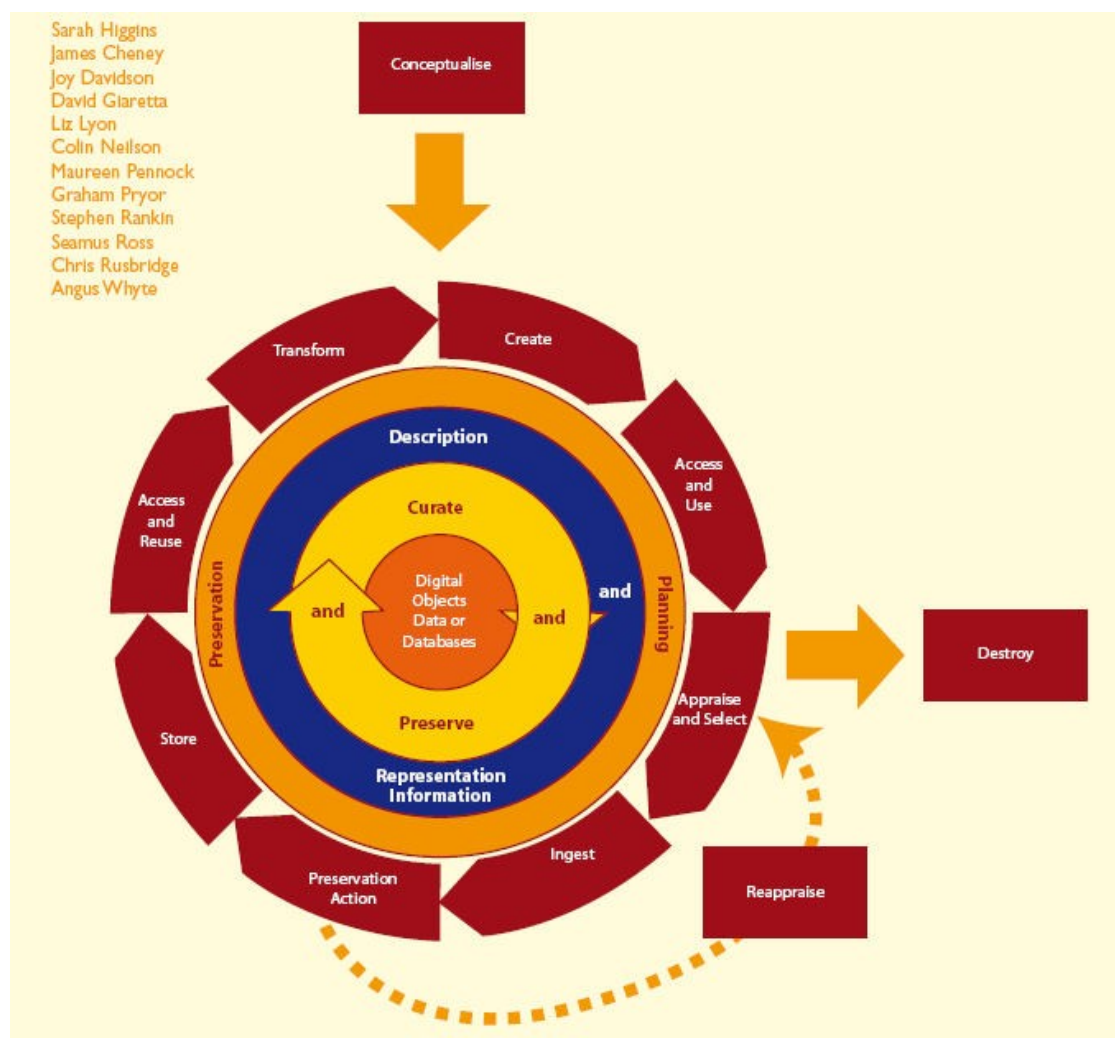 Sarah Higgins
James Cheney
Joy Davidson
David Giaretta
Liz Lyon
Colin Neilson
Maureen Pennock
Graham Pryor
Stephen Rankin
Seamus Ross
Chris Rusbridge
Angus Whyte
Conceptualise
Create
Access
and
Use
Appraise
and Select
Destroy
Reappraise
Ingest
Preservation
Action
Store
Access
and
Reuse
Transform
Preservation
Planning
Description
and
Representation
Information
Curate
and
Preserve
and
Digital
Objects
Data or
Databases